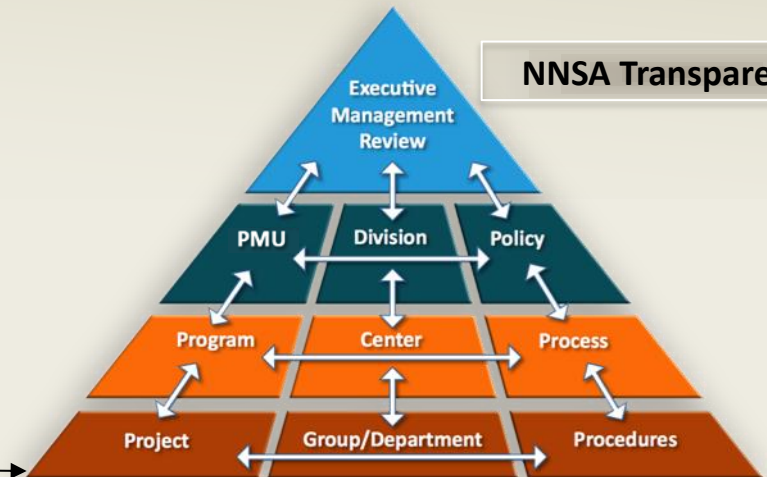 NNSA Transpare
Executive
Management
Review
PMU
Division
Policy
Program
Center
Process
Project
Group/Department
Procedures